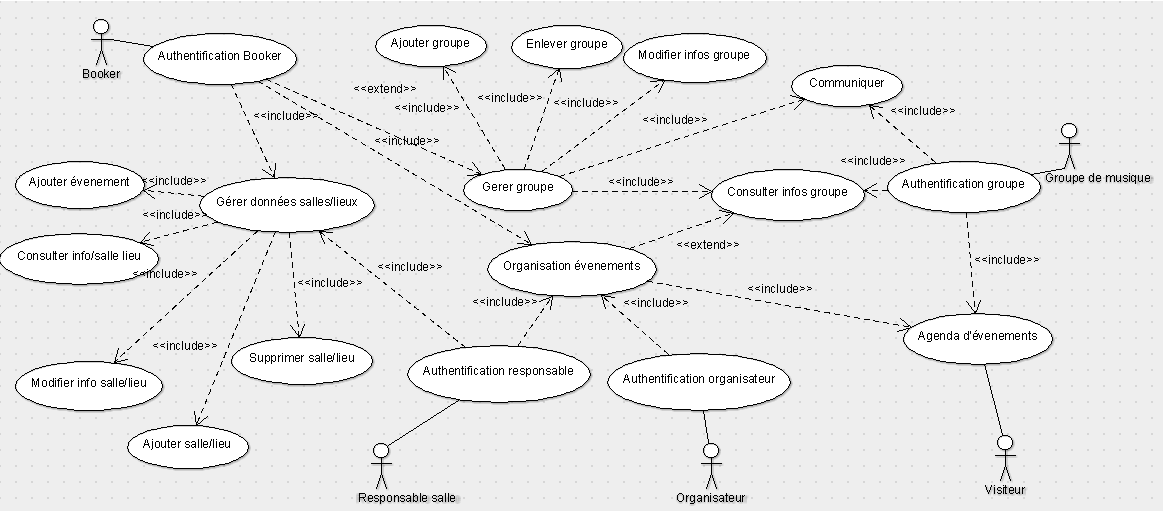 Booker
Authentification Booker
Ajouter groupe
Enlever groupe
Modifier infos groupe
Communiquer
<<extend>>
<<include>>
<<include>>
<<include>>
<<include>>
<<include>>
<<include>>
<<include>>
Groupe de musique
Ajouter évenement
<<include>>
Gérer données salles/lieux
Gerer groupe
<<include>>
Consulter infos groupe
<<include>>
Authentification groupe
<<include>>
Consulter info/salle lieu
<<include>>
<<include>>
Organisation évenements
<<extend>>
<<include>>
<<include>>
<<include>>
<<include>>
<<include>>
<<include>>
Agenda d'évenements
<<include>>
Supprimer salle/lieu
Modifier info salle/lieu
Authentification responsable
Authentification organisateur
Ajouter salle/lieu
Responsable salle
Organisateur
Visiteur